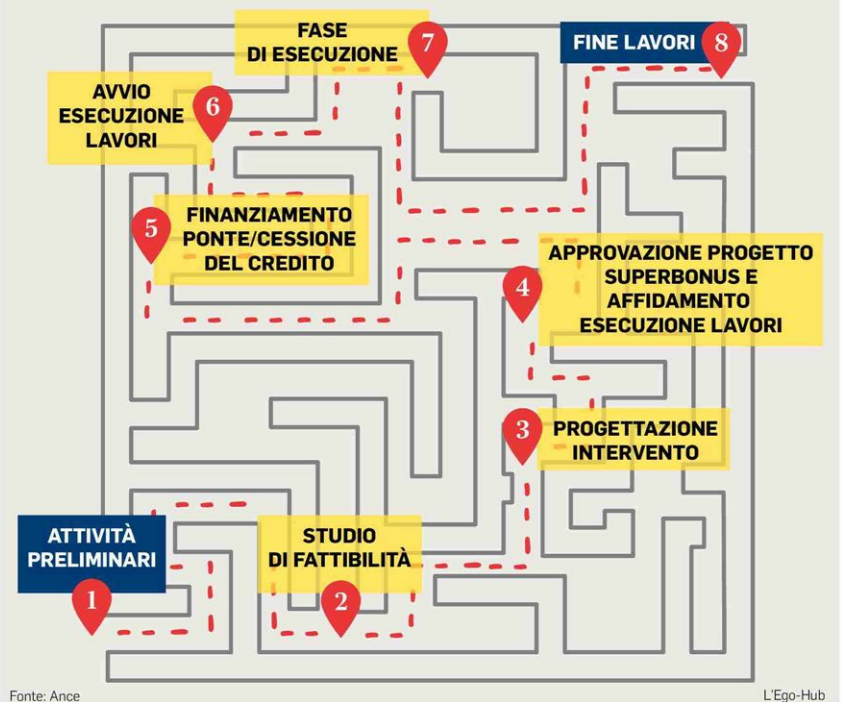 FASE
DI ESECUZIONE
7
FINE LAVORI
8
AVVIO
ESECUZIONE
LAVORI
6
5
FINANZIAMENTO
PONTE/CESSIONE
DEL CREDITO
4
APPROVAZIONE PROGETTO
SUPERBONUS E
AFFIDAMENTO
ESECUZIONE LAVORI
3
PROGETTAZIONE
INTERVENTO
ATTIVITÀ
PRELIMINARI
1
STUDIO
DI FATTIBILITÀ
2
Fonte: Ance
L'Ego-Hub